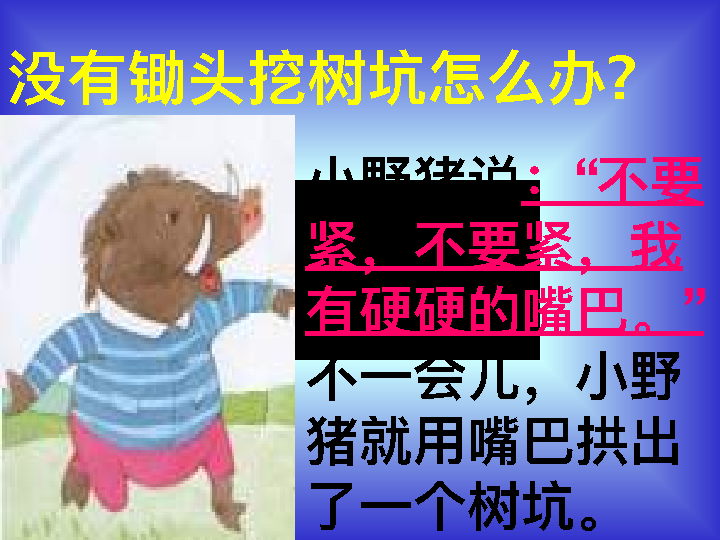 没有锄头挖树坑怎么办？
小野猪说：“不要
紧，不要紧，我
有硬硬的嘴巴。”
不一会儿，小野
猪就用嘴巴拱出
了一个树坑。